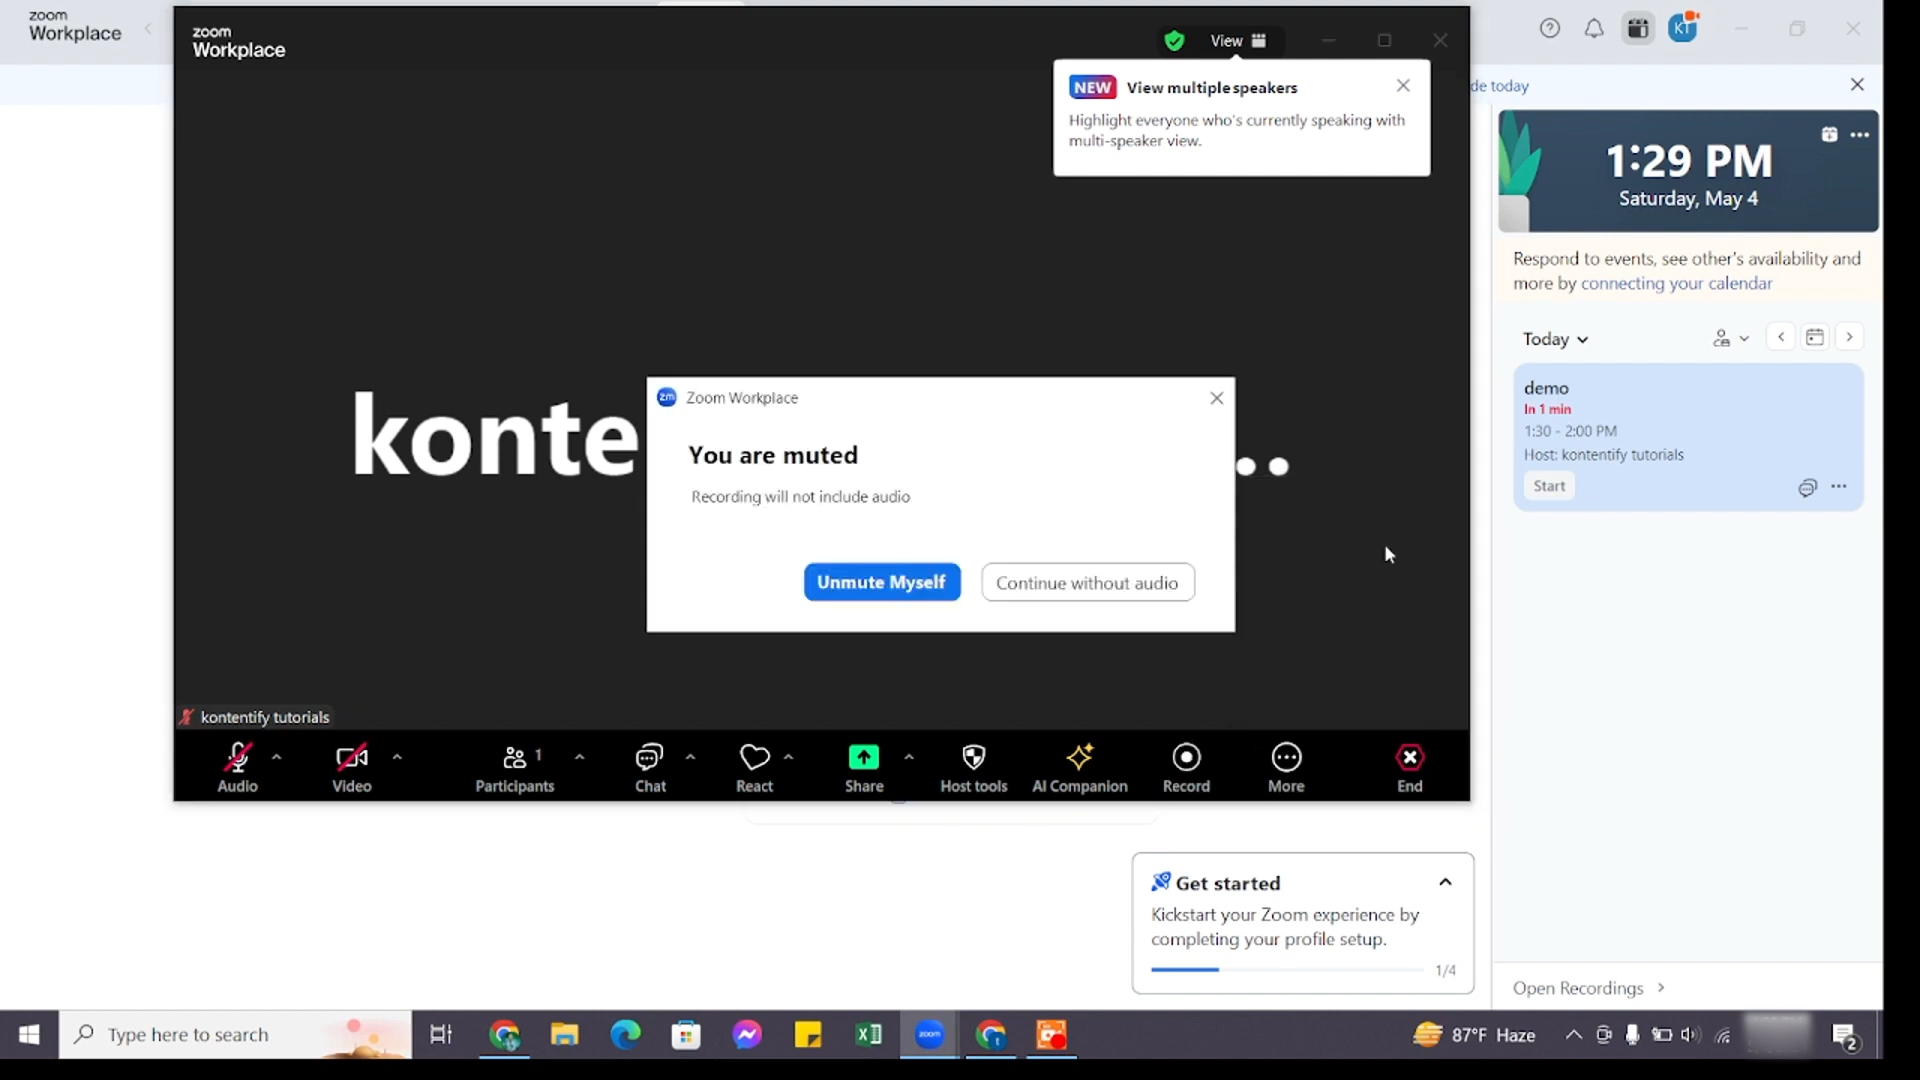 zoom
Workplace
zoom
Workplace
View
NEW View multiple speakers
Highlight everyone who's currently speaking with
multi-speaker view.
KT
de today
1:29 PM
Saturday, May 4
Respond to events, see other's availability and
more by connecting your calendar
Today
demo
In 1 min
1:30 - 2:00 PM
Host: kontentify tutorials
Start
konte
..
zm Zoom Workplace
You are muted
Recording will not include audio
Unmute Myself
Continue without audio
kontentify tutorials
Audio
Video
1
Participants
Chat
React
Share
Host tools
AI Companion
Record
More
End
Get started
Kickstart your Zoom experience by
completing your profile setup.
1/4
Open Recordings
Type here to search
zoom
t
87°F Haze
2